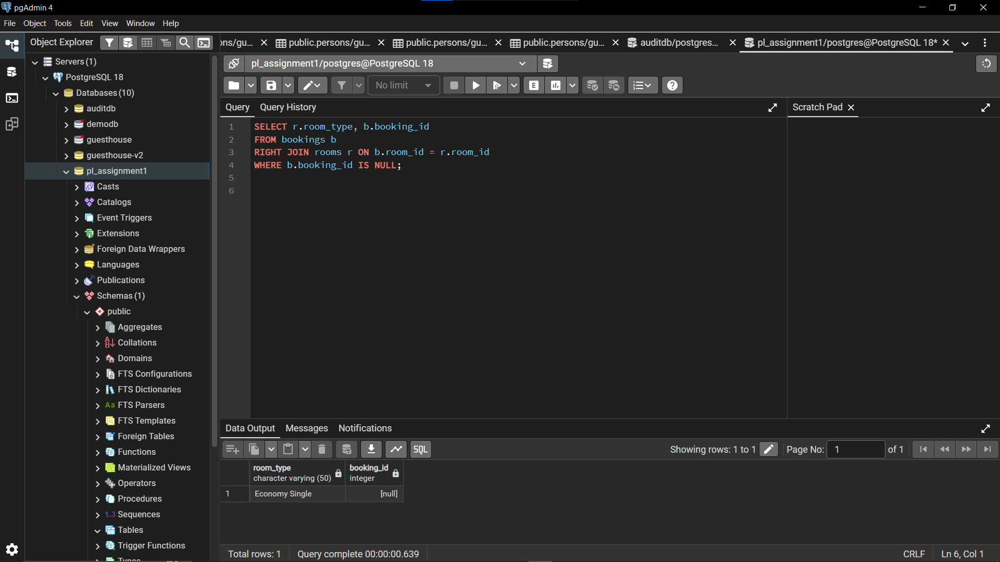 pgAdmin 4
File Object Tools Edit View Window Help
Object Explorer
ons/gu... public.persons/gu... public.persons/gu... public.persons/gu... auditdb/postgres... pl_assignment1/postgres@PostgreSQL 18*
Servers (1)
PostgreSQL 18
Databases (10)
auditdb
demodb
guesthouse
guesthouse-v2
pl_assignment1
Casts
Catalogs
Event Triggers
Extensions
Foreign Data Wrappers
Languages
Publications
Schemas (1)
public
Aggregates
Collations
Domains
FTS Configurations
FTS Dictionaries
Aa FTS Parsers
FTS Templates
Foreign Tables
Functions
Materialized Views
Operators
Procedures
1..3 Sequences
Tables
Trigger Functions
Types
pl_assignment1/postgres@PostgreSQL 18
No limit
E
Query Query History
Scratch Pad
1 SELECT r.room_type, b.booking_id
2 FROM bookings b
3 RIGHT JOIN rooms r ON b.room_id = r.room_id
4 WHERE b.booking_id IS NULL;
5
6
Data Output Messages Notifications
SQL
Showing rows: 1 to 1 Page No: 1 of 1
room_type booking_id
character varying (50) integer
1 Economy Single [null]
Total rows: 1 Query complete 00:00:00.639 CRLF Ln 6, Col 1